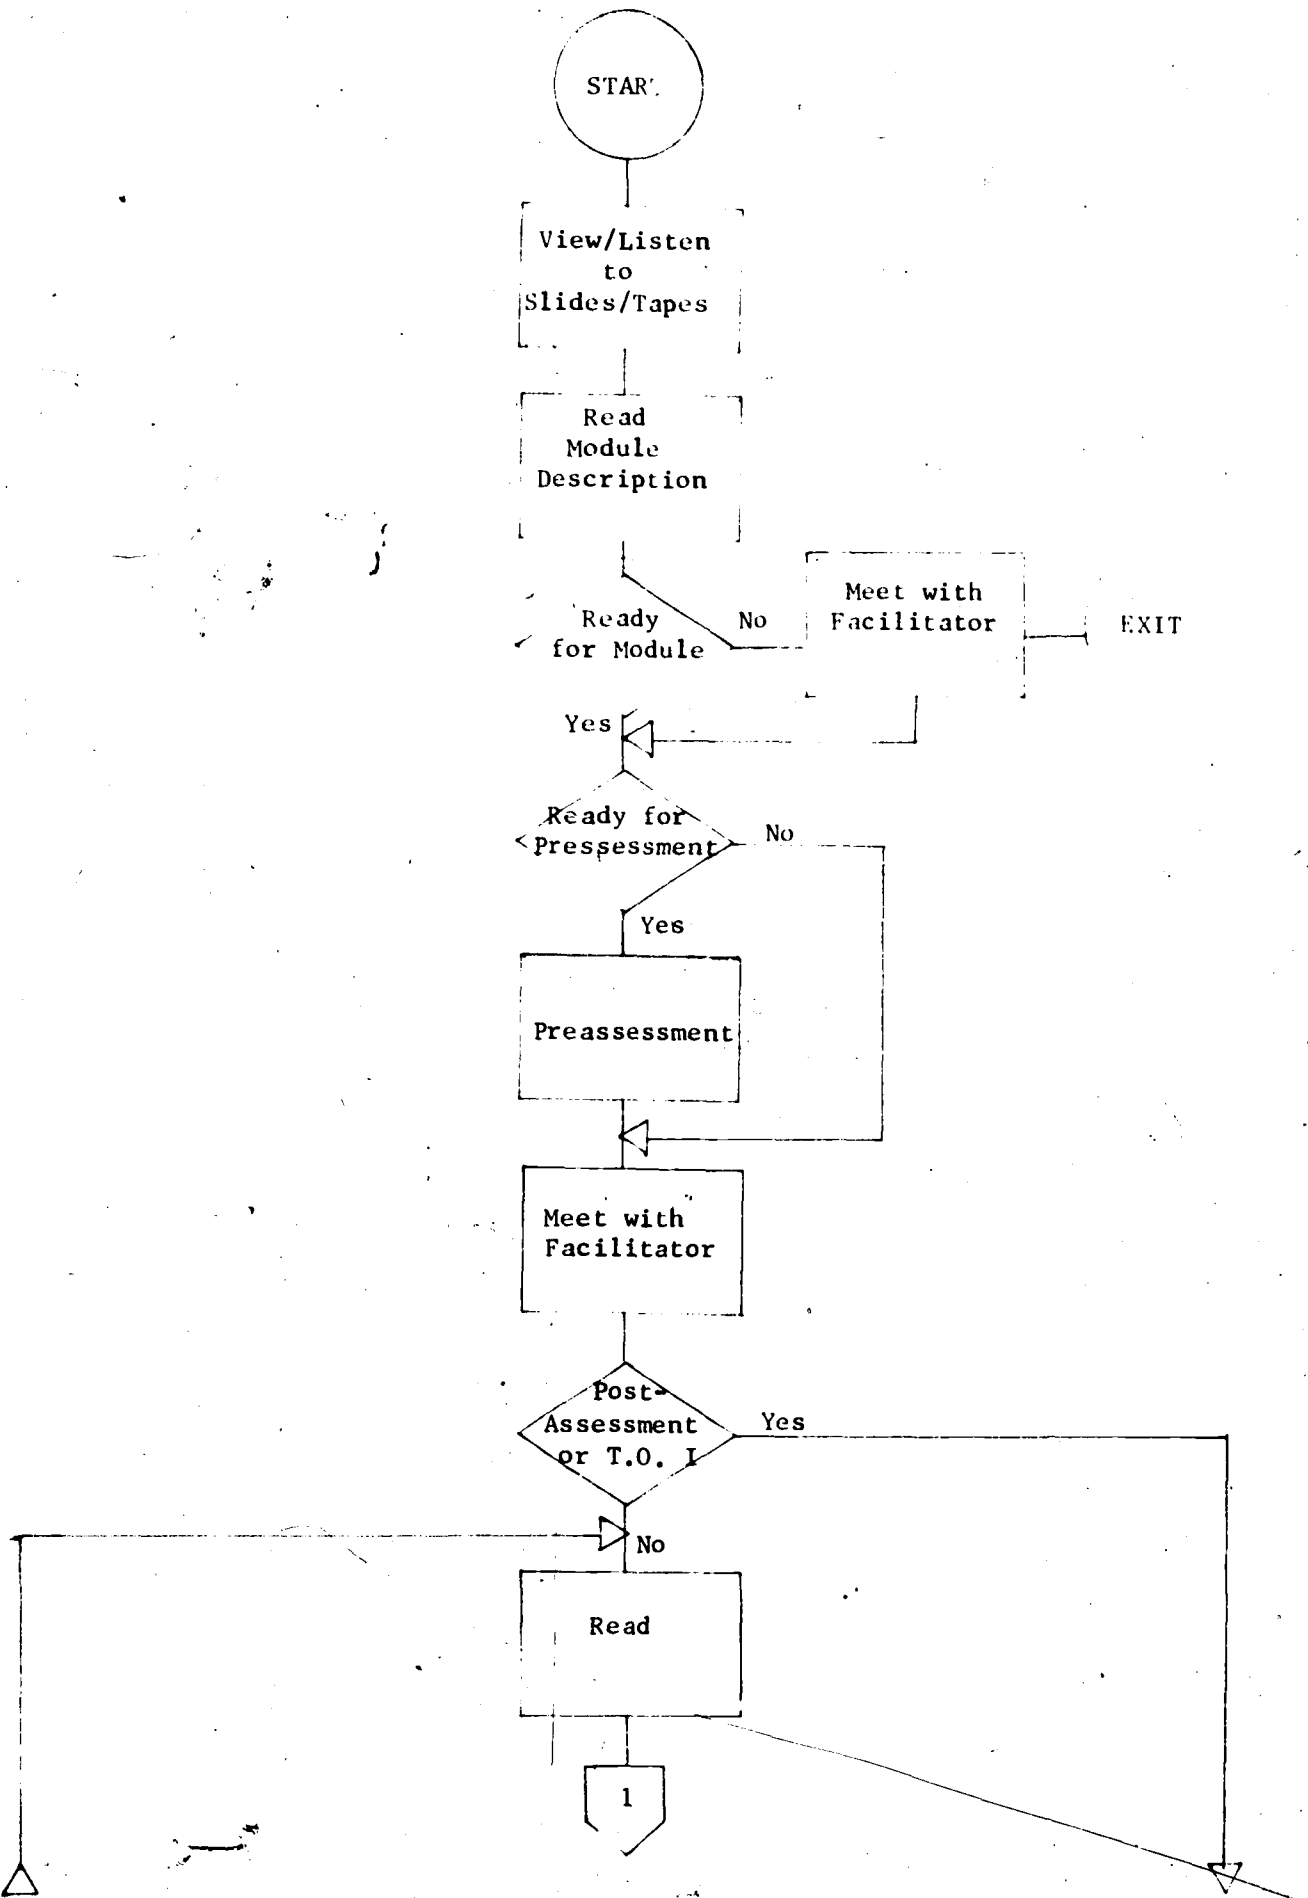 STAR
View/Listen
to
Slides/Tapes
Read
Module
Description
Ready
for Module
No
Meet with
Facilitator
EXIT
Yes
Ready for
Pressessment
No
Yes
Preassessment
Meet with
Facilitator
Post-
Assessment
or T.O. I
Yes
No
Read
1